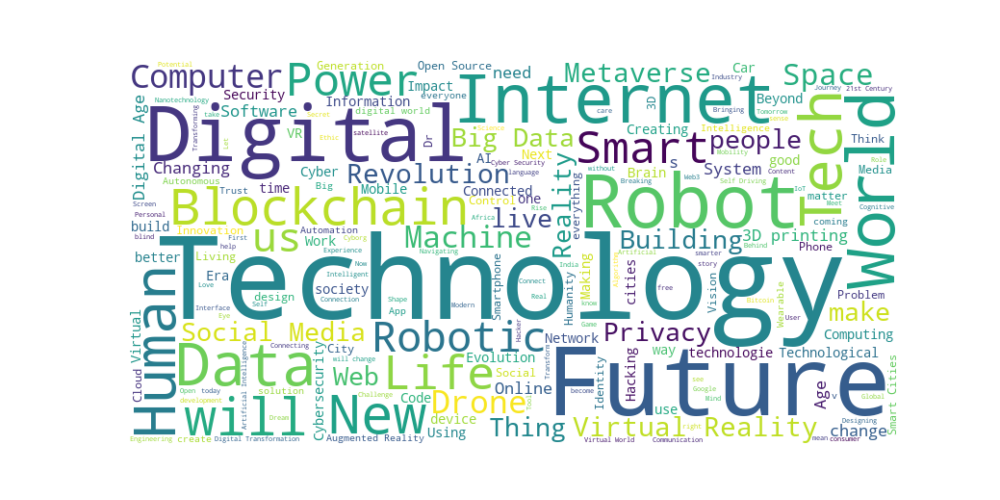 Potential
Generation
Open Source
need
Metaverse
Car
Space
Computer
Power
Internet
Industry
Journey
21st Century
Security
Impact
everyone
3D
Bringing
Beyond
Tomorrow
Nanotechnology
Information
digital world
Software
Secret
take
care
Digital Age
Transforming
IoT
Digital
VR
Ethic
satellite
Dr
Big Data
Science
Creating
Intelligence
sense
Tech
World
Think
Smart
people
Mobility
Changing
Cyber
AI
Next
Cyber Security
language
Revolution
Reality
s
Brain
System
good
Media
Role
Autonomous
time
Trust
Big
Mobile
Connected
Control
one
everything
without
Breaking
Web3
Self Driving
Content
IoT
matter
Meet
Cognitive
Screen
Personal
build
blind
Innovation
First
help
Blockchain
Automation
Cyborg
Africa
Rise
live
Robot
coming
us
Work
Experience
Now
Machine
Navigating
Building
3D printing
Behind
Phone
better
Living
Technology
Era
Love
Intelligent
Connection
society
Smartphone
India
Humanity
Making
Artificial
smarter
story
Human
design
Self
Shape
App
Modern
Connect
Real
Know
Algorithm
cities
free
Vision
Bitcoin
Wearable
User
Problem
Interface
Eye
Social Media
Robotic
Hacker
Game
Network
Privacy
make
Computing
Virtual
Connecting
City
Evolution
Transform
way
technologie
Technological
Cloud
Data
Open
today
Artificial Intelligence
solution
Cybersecurity
will change
Web
Life
Social
Online
Identity
Hacking
see
Google
Wind
Future
Age
v
Smart Cities
Global
development
Dream
Challenge
Code
Drone
become
Tool
use
will
New
device
Thing
Virtual Reality
right
Designing
change
Engineering
create
Digital Transformation
Augmented Reality
Using
Virtual World
Communication
mean
consumer